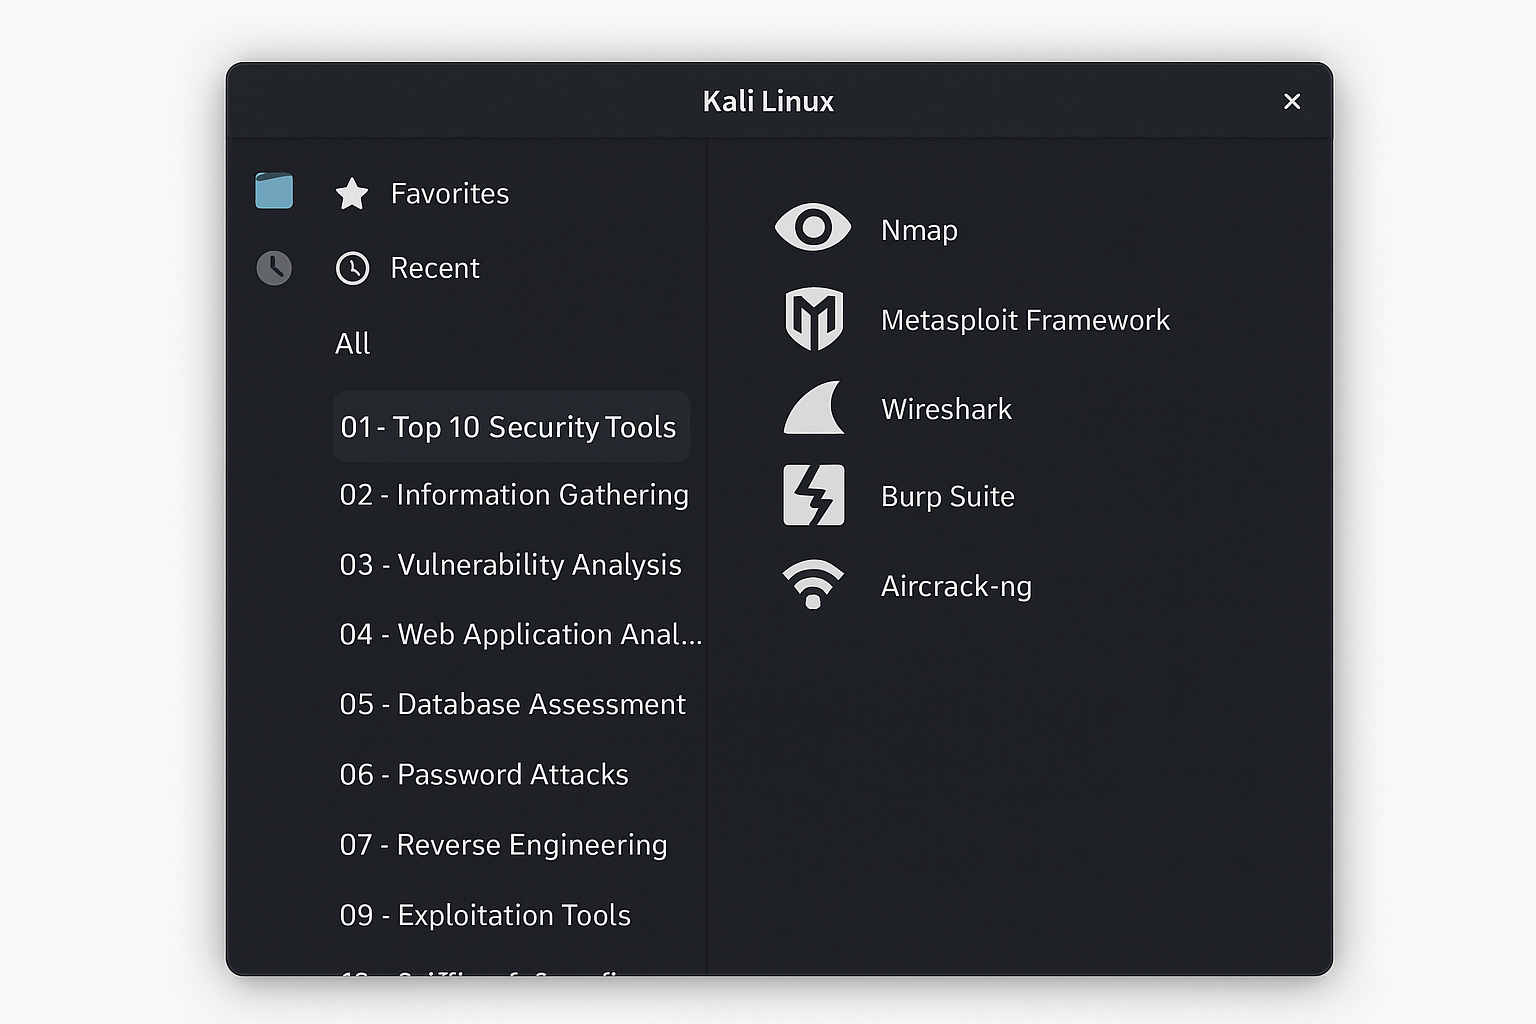 Kali Linux
Favorites
Recent
All
01- Top 10 Security Tools
02 - Information Gathering
03 - Vulnerability Analysis
04 - Web Application Anal...
05 - Database Assessment
06 - Password Attacks
07 - Reverse Engineering
09 - Exploitation Tools
Nmap
Metasploit Framework
Wireshark
Burp Suite
Aircrack-ng